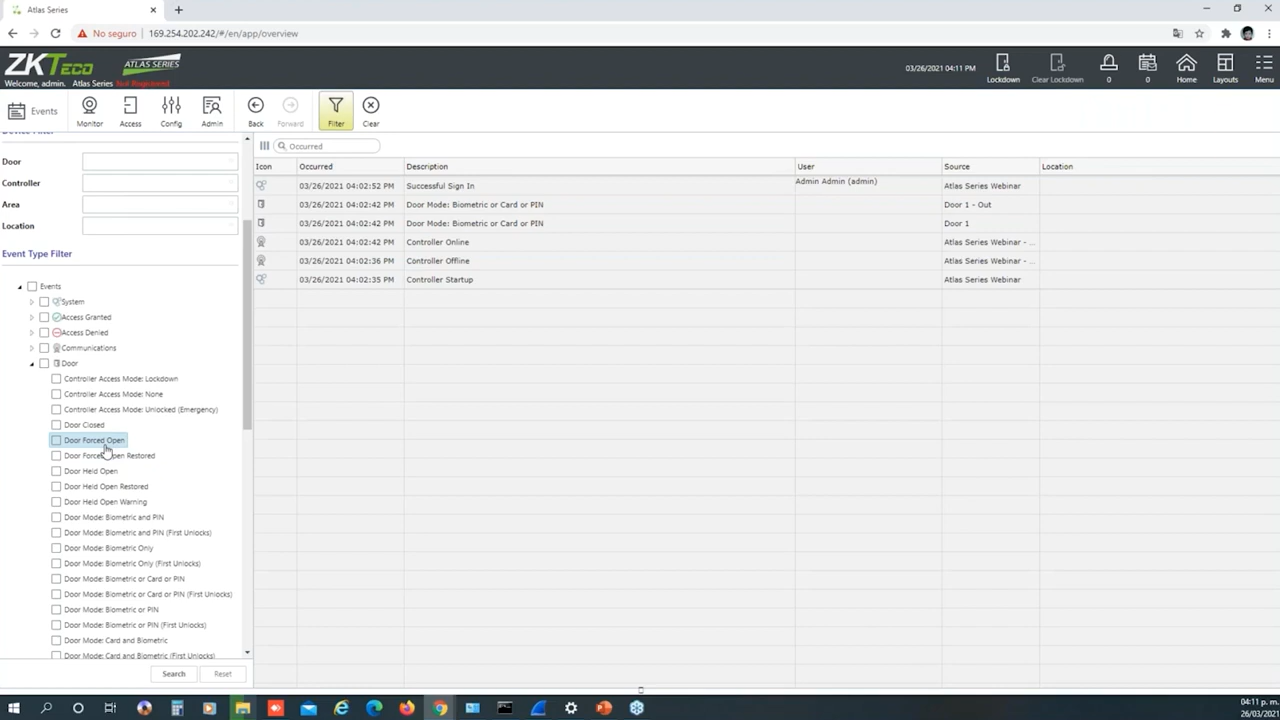 Atlas Series
No seguro
169.254.202.242/#/en/app/overview
ZKTeco
ATLAS SERIES
Welcome, admin. Atlas Series Not Registered
03/26/2021 04:11 PM
Lockdown
Clear Lockdown
0
0
Home
Layouts
Menu
Events
Monitor
Access
Config
Admin
Back
Forward
Filter
Clear
Device Filter
Door
Controller
Area
Location
Event Type Filter
Events
System
Access Granted
Access Denied
Communications
Door
Controller Access Mode: Lockdown
Controller Access Mode: None
Controller Access Mode: Unlocked (Emergency)
Door Closed
Door Forced Open
Door Forced Open Restored
Door Held Open
Door Held Open Restored
Door Held Open Warning
Door Mode: Biometric and PIN
Door Mode: Biometric and PIN (First Unlocks)
Door Mode: Biometric Only
Door Mode: Biometric Only (First Unlocks)
Door Mode: Biometric or Card or PIN
Door Mode: Biometric or Card or PIN (First Unlocks)
Door Mode: Biometric or PIN
Door Mode: Biometric or PIN (First Unlocks)
Door Mode: Card and Biometric
Door Mode: Card and Biometric (First Unlocks)
Search
Reset
Occurred
Icon Occurred Description User Source Location
03/26/2021 04:02:52 PM Successful Sign In Admin Admin (admin) Atlas Series Webinar
03/26/2021 04:02:42 PM Door Mode: Biometric or Card or PIN Door 1 - Out
03/26/2021 04:02:42 PM Door Mode: Biometric or Card or PIN Door 1
03/26/2021 04:02:42 PM Controller Online Atlas Series Webinar - ...
03/26/2021 04:02:36 PM Controller Offline Atlas Series Webinar - ...
03/26/2021 04:02:35 PM Controller Startup Atlas Series Webinar
04:11 p. m.
26/03/2021